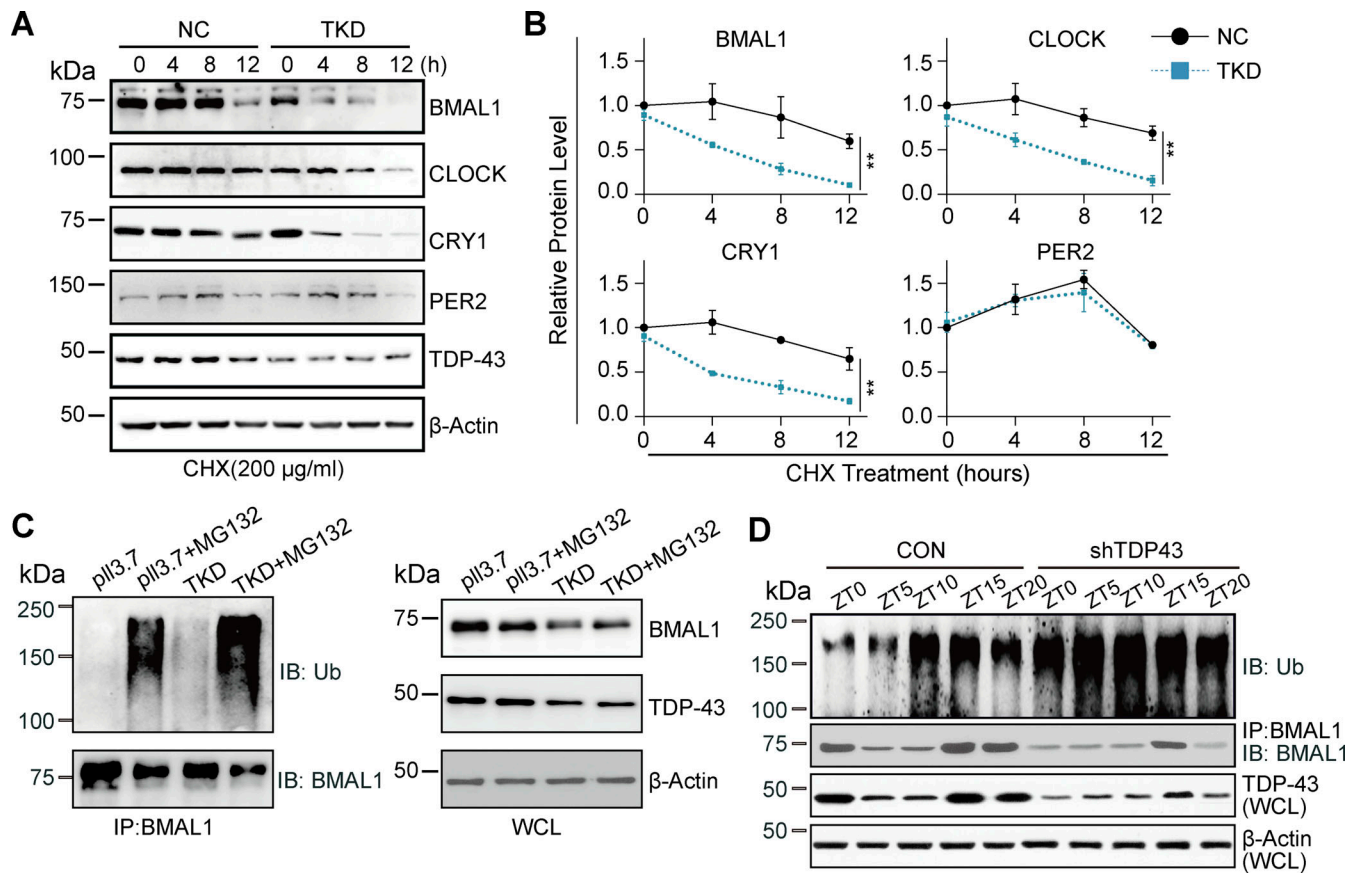 A
NC TKD
kDa 0 4 8 12 0 4 8 12 (h)
75 BMAL1
100 CLOCK
75 CRY1
150 PER2
50 TDP-43
50 β-Actin
CHX(200 μg/ml)
B
NC
TKD
Relative Protein Level
BMAL1
1.5
1.0
0.5
0.0
0 4 8 12
**
CLOCK
1.5
1.0
0.5
0.0
0 4 8 12
**
CRY1
1.5
1.0
0.5
0.0
0 4 8 12
**
PER2
1.5
1.0
0.5
0.0
0 4 8 12
CHX Treatment (hours)
C
pll3.7 pll3.7+MG132 TKD TKD+MG132
kDa
250
150
100
IB: Ub
75 IB: BMAL1
IP:BMAL1
pll3.7 pll3.7+MG132 TKD TKD+MG132
kDa
75 BMAL1
50 TDP-43
50 β-Actin
WCL
D
CON shTDP43
kDa ZT0 ZT5 ZT10 ZT15 ZT20 ZT0 ZT5 ZT10 ZT15 ZT20
250
150
100
IB: Ub
IP:BMAL1
75 IB: BMAL1
50 TDP-43
(WCL)
50 β-Actin
(WCL)